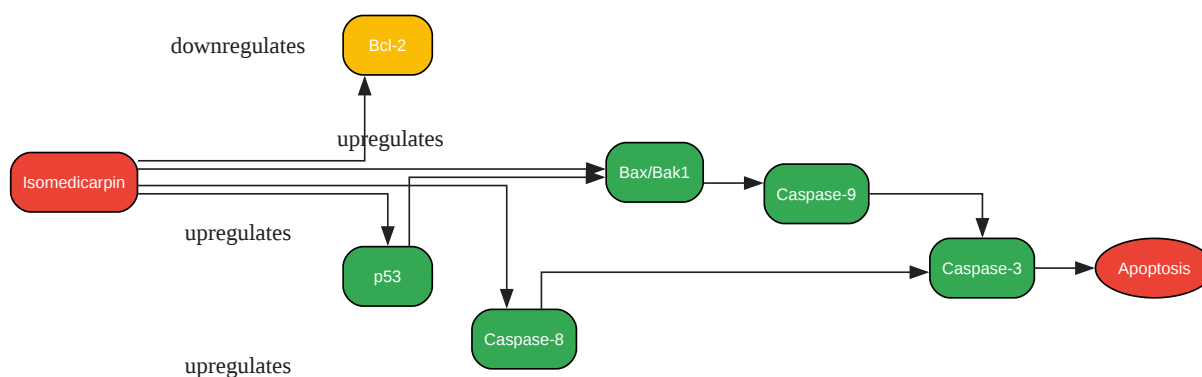 downregulates
Bcl-2
upregulates
Isomedicarpin
Bax/Bak1
Caspase-9
upregulates
p53
Caspase-3
Apoptosis
Caspase-8
upregulates